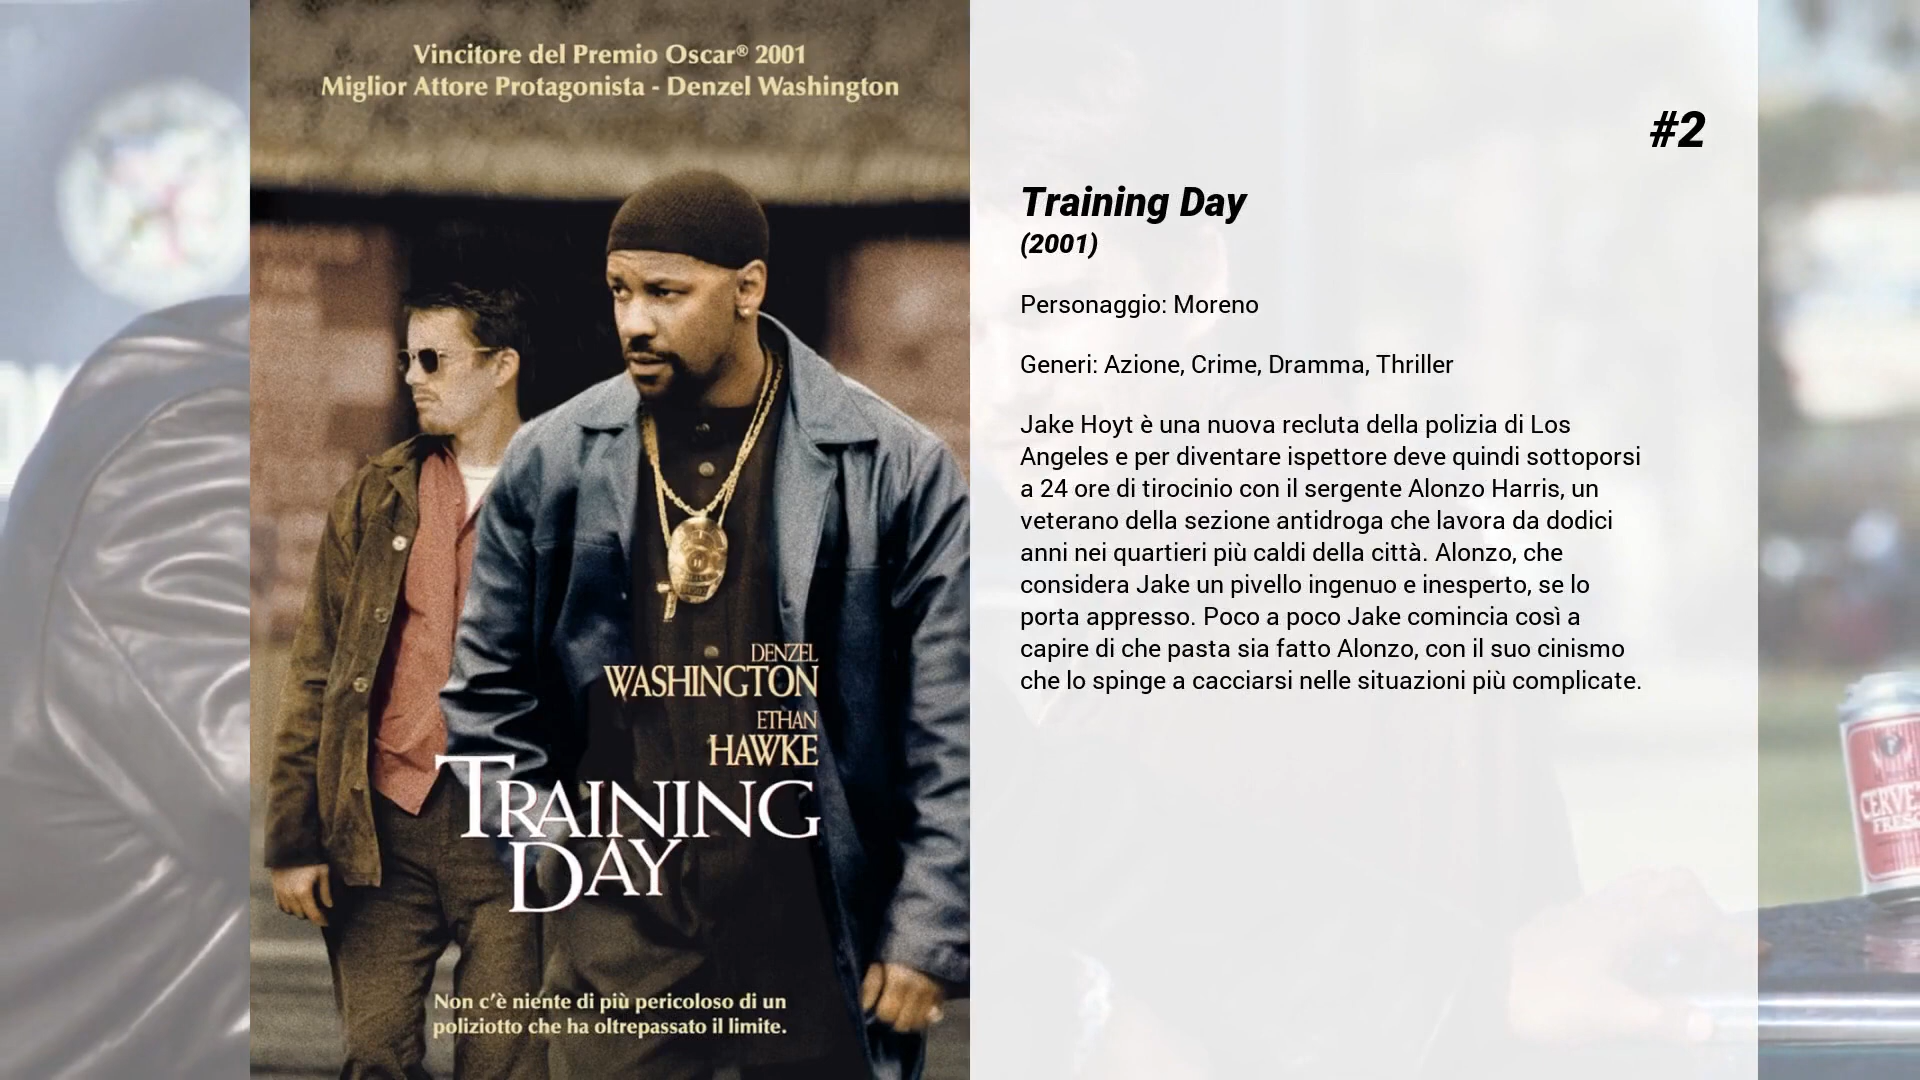 Vincitore del Premio Oscar® 2001
Miglior Attore Protagonista - Denzel Washington
DENZEL
WASHINGTON
ETHAN
HAWKE
TRAINING
DAY
Non c'è niente di più pericoloso di un
poliziotto che ha oltrepassato il limite.
#2
Training Day
(2001)
Personaggio: Moreno
Generi: Azione, Crime, Dramma, Thriller
Jake Hoyt è una nuova recluta della polizia di Los
Angeles e per diventare ispettore deve quindi sottoporsi
a 24 ore di tirocinio con il sergente Alonzo Harris, un
veterano della sezione antidroga che lavora da dodici
anni nei quartieri più caldi della città. Alonzo, che
considera Jake un pivello ingenuo e inesperto, se lo
porta appresso. Poco a poco Jake comincia così a
capire di che pasta sia fatto Alonzo, con il suo cinismo
che lo spinge a cacciarsi nelle situazioni più complicate.